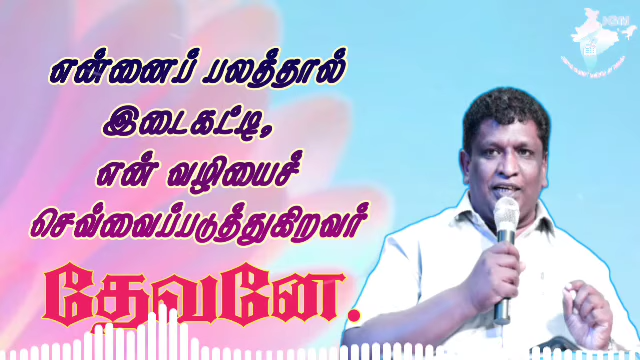 என்னைப் பலத்தால்
இடைகட்டி,
என் வழியைச்
செவ்வைப்படுத்துகிறவர்
தேவனே.